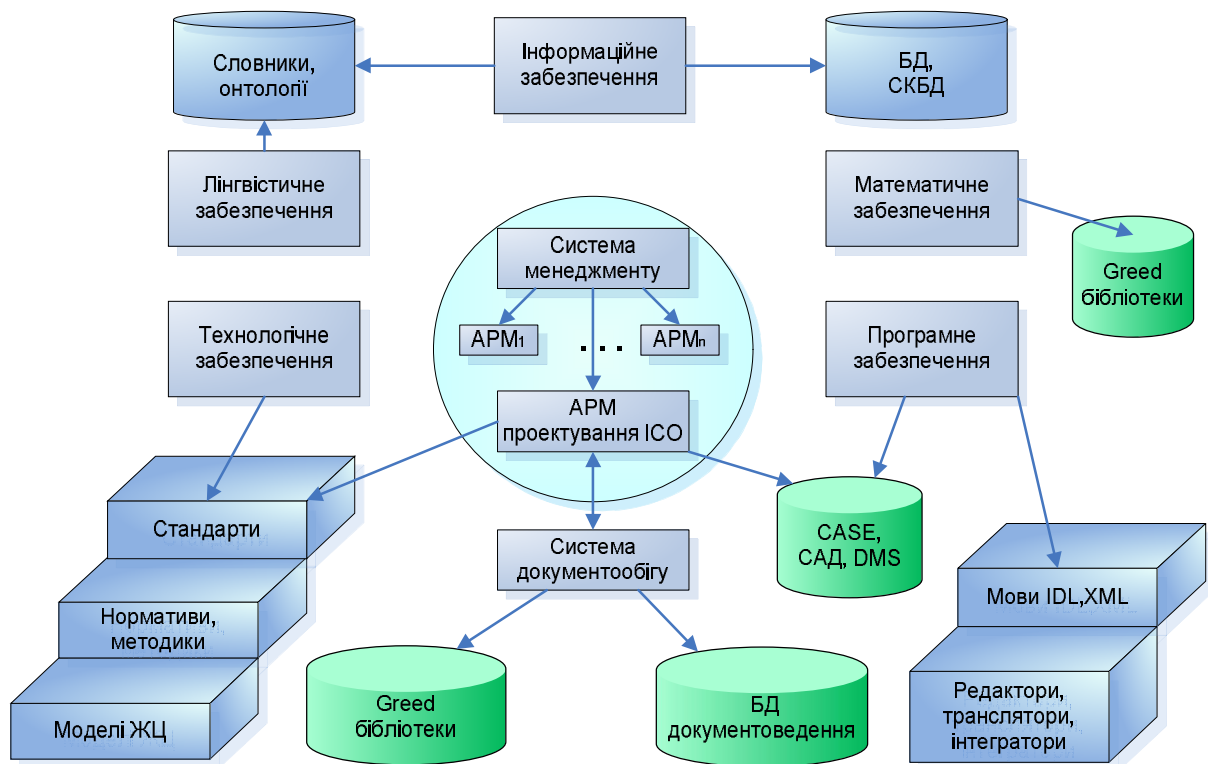 Словники,
онтології
Інформаційне
забезпечення
БД,
СКБД
Лінгвістичне
забезпечення
Математичне
забезпечення
Greed
бібліотеки
Система
менеджменту
АРМ1
...
АРМn
Технологічне
забезпечення
Програмне
забезпечення
АРМ
проектування ІСО
Стандарти
Нормативи,
методики
Моделі ЖЦ
Система
документообігу
CASE,
САД, DMS
Мови IDL,XML
Редактори,
транслятори,
інтегратори
Greed
бібліотеки
БД
документоведення